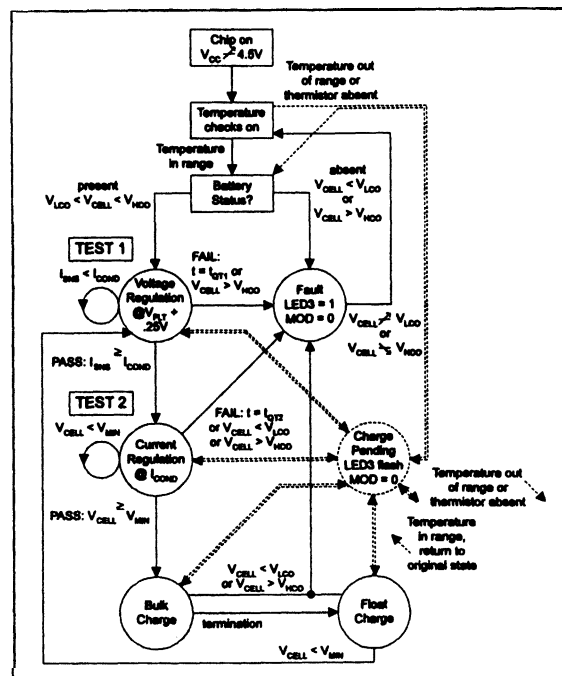 Chip on
V_CC > 4.5V
Temperature out
of range or
thermistor absent
Temperature
checks on
Temperature
in range
present
V_LCO < V_CELL < V_HCO
Battery
Status?
absent
V_CELL < V_LCO
or
V_CELL > V_HCO
TEST 1
I_SNS < I_COND
Voltage
Regulation
@V_FLT +
.25V
FAIL:
t = t_QT1 or
V_CELL > V_HCO
Fault
LED3 = 1
MOD = 0
V_LCO
or
V_HCO
PASS: I_SNS ≥ I_COND
TEST 2
V_CELL < V_MIN
Current
Regulation
@ I_COND
FAIL: t = t_QT2
or V_CELL < V_LCO
or V_CELL > V_HCO
Charge
Pending
LED3 flash
MOD = 0
Temperature out
of range or
thermistor absent
PASS: V_CELL ≥ V_MIN
Temperature
in range,
return to
original state
V_CELL < V_LCO
or V_CELL > V_HCO
Bulk
Charge
termination
Float
Charge
V_CELL < V_MIN